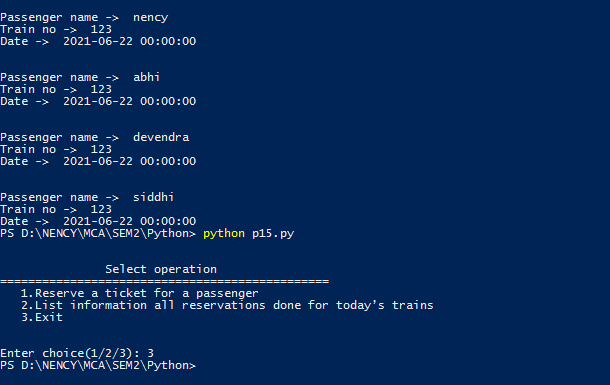 Passenger name ->  nency
Train no ->  123
Date ->  2021-06-22 00:00:00
Passenger name ->  abhi
Train no ->  123
Date ->  2021-06-22 00:00:00
Passenger name ->  devendra
Train no ->  123
Date ->  2021-06-22 00:00:00
Passenger name ->  siddhi
Train no ->  123
Date ->  2021-06-22 00:00:00
PS D:\NENCY\MCA\SEM2\Python> python p15.py
Select operation
===============================================
1.Reserve a ticket for a passenger
2.List information all reservations done for today's trains
3.Exit
Enter choice(1/2/3): 3
PS D:\NENCY\MCA\SEM2\Python>